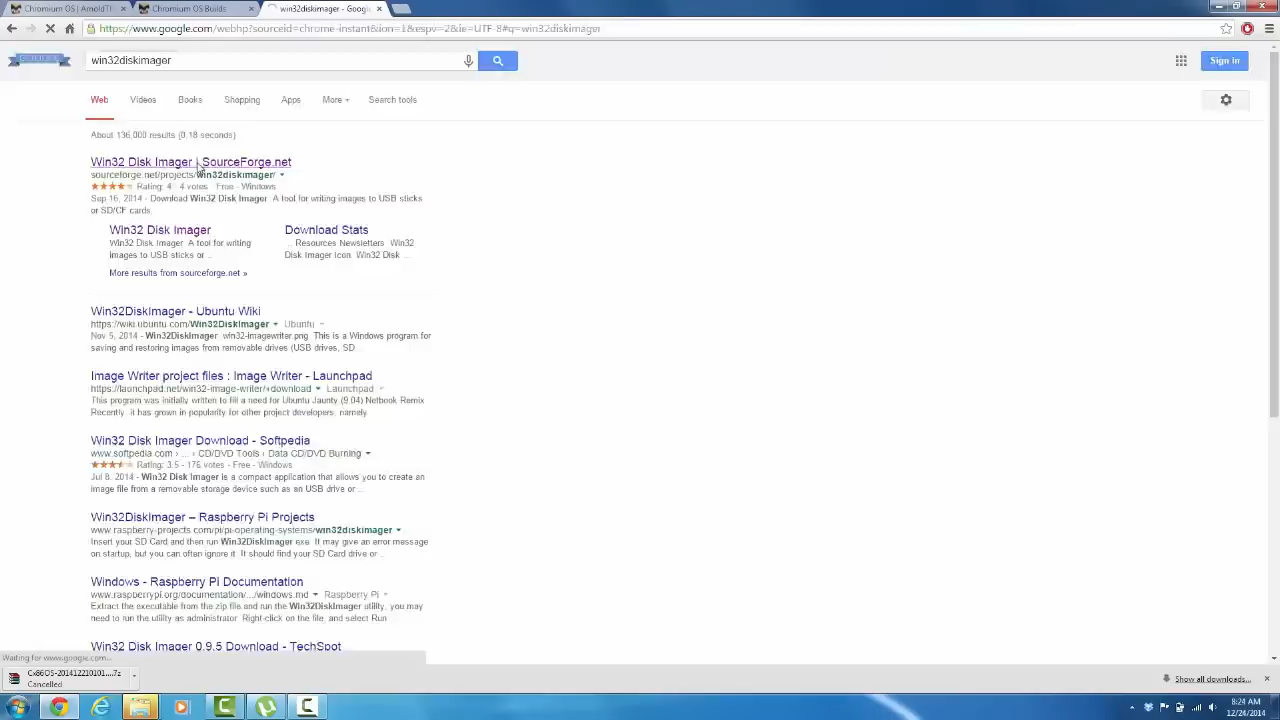 Chromium OS | ArnoldTh...
Chromium OS Builds
win32diskimager - Goog...
https://www.google.com/webhp?sourceid=chrome-instant&ion=1&espv=2&ie=UTF-8#q=win32diskimager
win32diskimager
Sign in
Web Videos Books Shopping Apps More Search tools
About 136,000 results (0.18 seconds)
Win32 Disk Imager | SourceForge.net
sourceforge.net/projects/win32diskimager/
Rating: 4 - 4 votes - Free - Windows
Sep 16, 2014 - Download Win32 Disk Imager. A tool for writing images to USB sticks
or SD/CF cards.
Win32 Disk Imager
Win32 Disk Imager. A tool for writing
images to USB sticks or ...
Download Stats
... Resources Newsletters. Win32
Disk Imager Icon. Win32 Disk ...
More results from sourceforge.net »
Win32DiskImager - Ubuntu Wiki
https://wiki.ubuntu.com/Win32DiskImager Ubuntu
Nov 5, 2014 - Win32DiskImager. win32-imagewriter.png. This is a Windows program for
saving and restoring images from removable drives (USB drives, SD ...
Image Writer project files : Image Writer - Launchpad
https://launchpad.net/win32-image-writer/+download Launchpad
This program was initially written to fill a need for Ubuntu Jaunty (9.04) Netbook Remix.
Recently, it has grown in popularity for other project developers, namely
Win32 Disk Imager Download - Softpedia
www.softpedia.com › ... › CD/DVD Tools › Data CD/DVD Burning
Rating: 3.5 - 176 votes - Free - Windows
Jul 8, 2014 - Win32 Disk Imager is a compact application that allows you to create an
image file from a removable storage device such as an USB drive or ...
Win32DiskImager – Raspberry Pi Projects
www.raspberry-projects.com/pi/pi-operating-systems/win32diskimager
Insert your SD Card and then run Win32DiskImager.exe. It may give an error message
on startup, but you can often ignore it. It should find your SD Card drive or ...
Windows - Raspberry Pi Documentation
www.raspberrypi.org/documentation/.../windows.md Raspberry Pi
Extract the executable from the zip file and run the Win32DiskImager utility; you may
need to run the utility as administrator. Right-click on the file, and select Run
Win32 Disk Imager 0.9.5 Download - TechSpot
Waiting for www.google.com...
Cx86OS-201412210101....7z
Cancelled
Show all downloads...
8:24 AM
12/24/2014